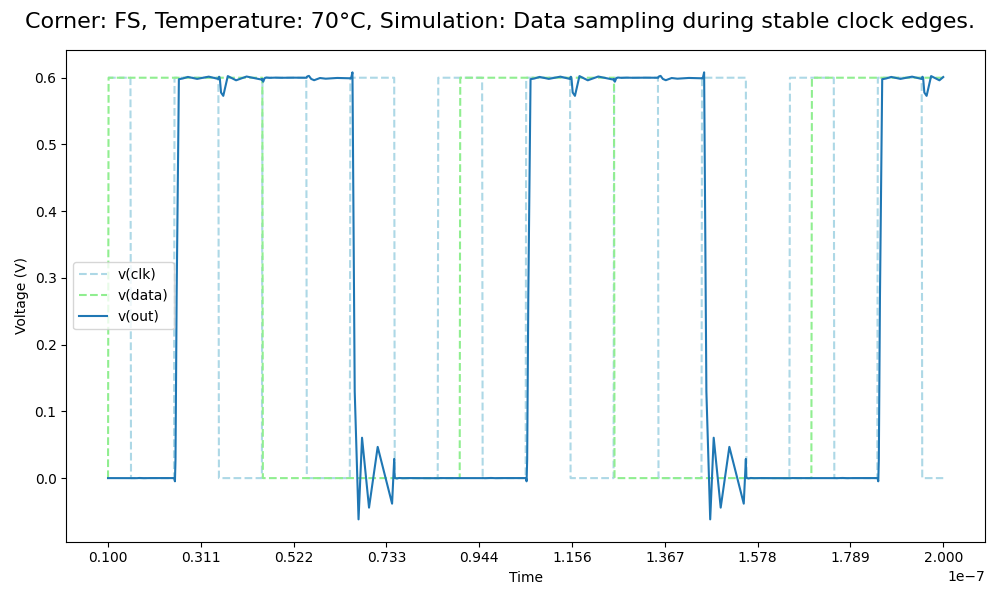 Corner: FS, Temperature: 70°C, Simulation: Data sampling during stable clock edges.
0.6
0.5
0.4
0.3
0.2
0.1
0.0
Voltage (V)
v(clk)
v(data)
v(out)
0.100 0.311 0.522 0.733 0.944 1.156 1.367 1.578 1.789 2.000
Time
1e−7